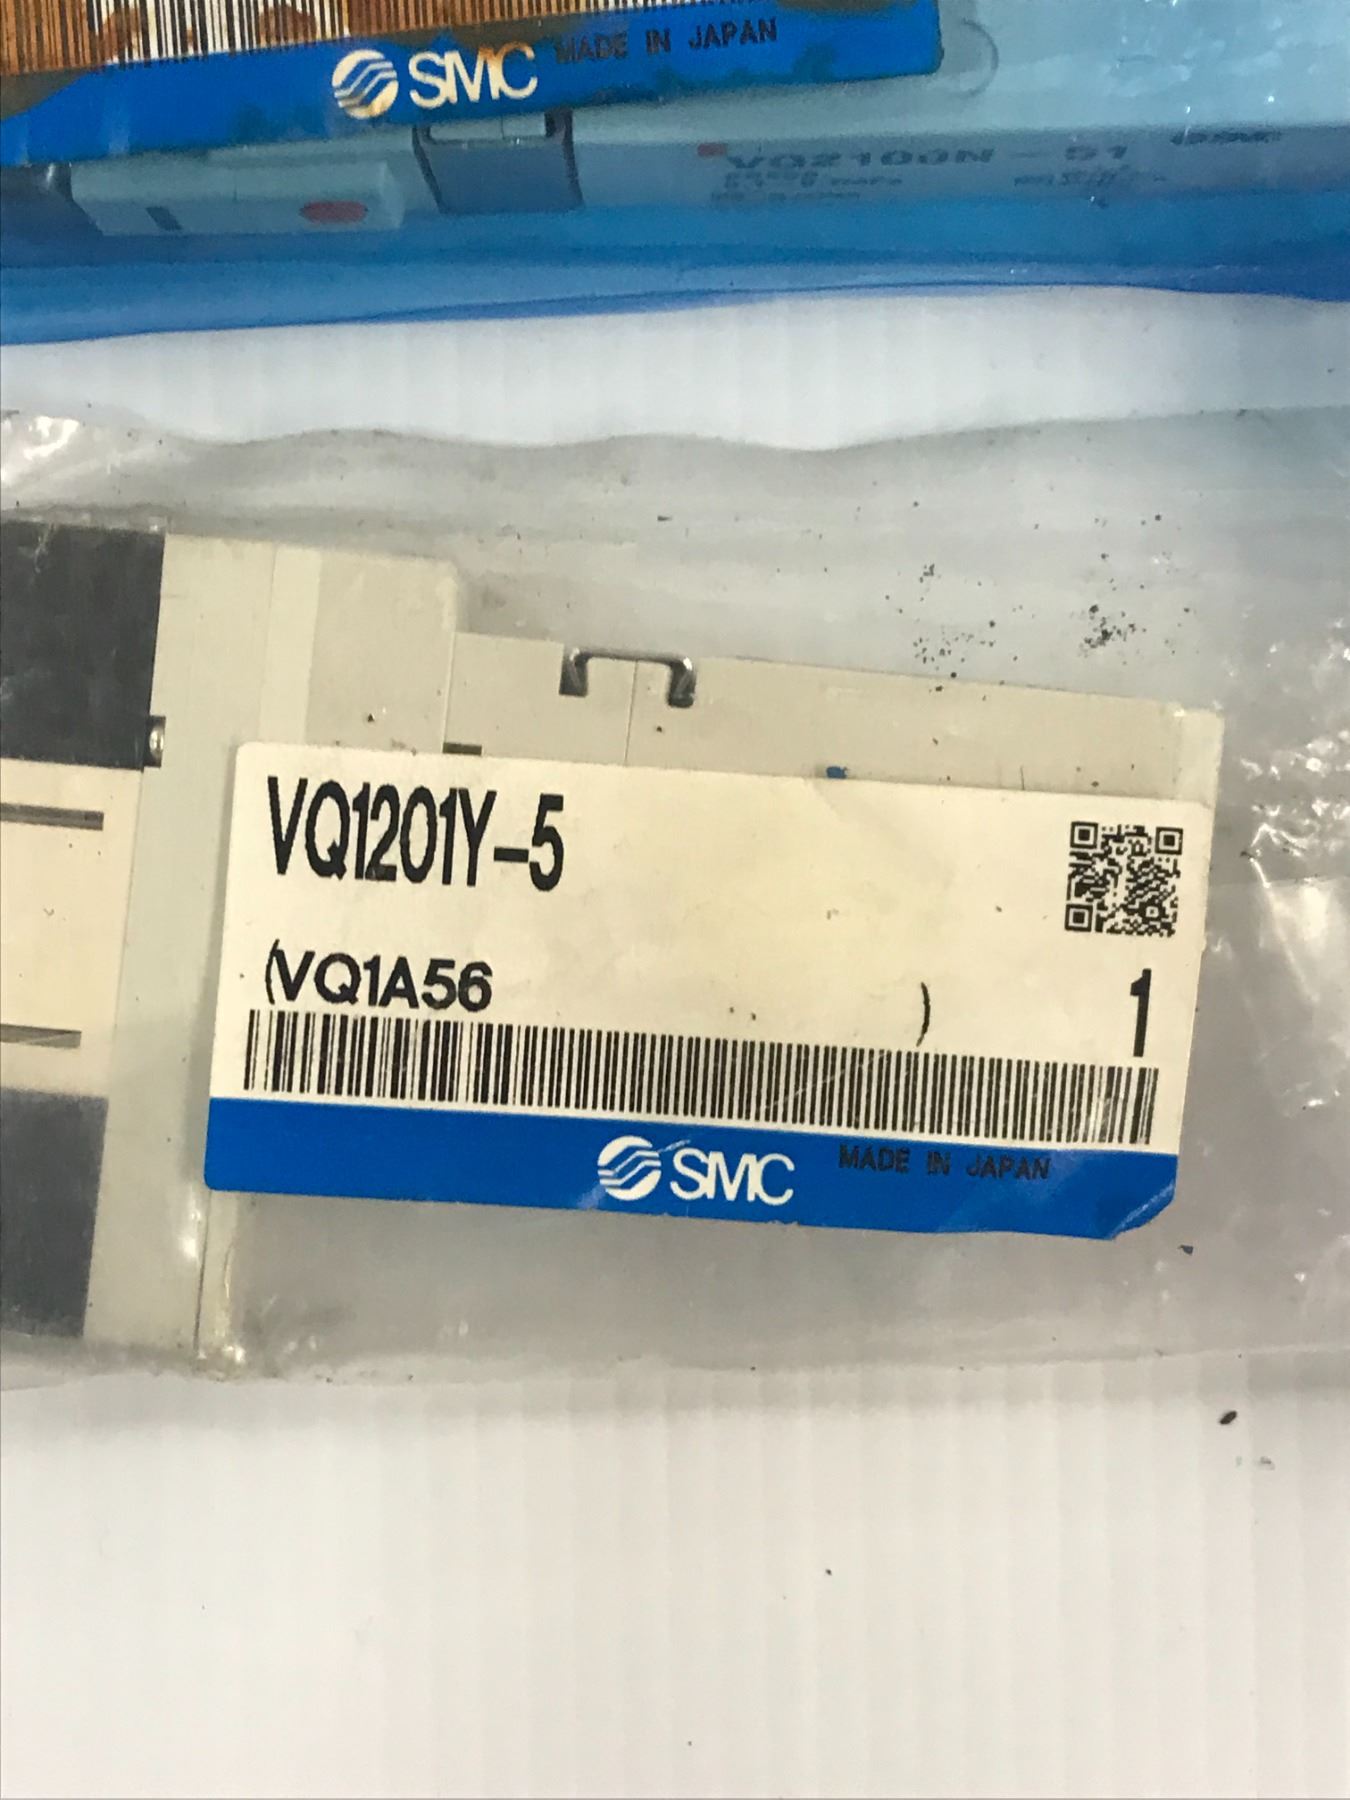 SMC MADE IN JAPAN
VQ2100N-51
VQ1201Y-5
(VQ1A56 ) 1
SMC MADE IN JAPAN